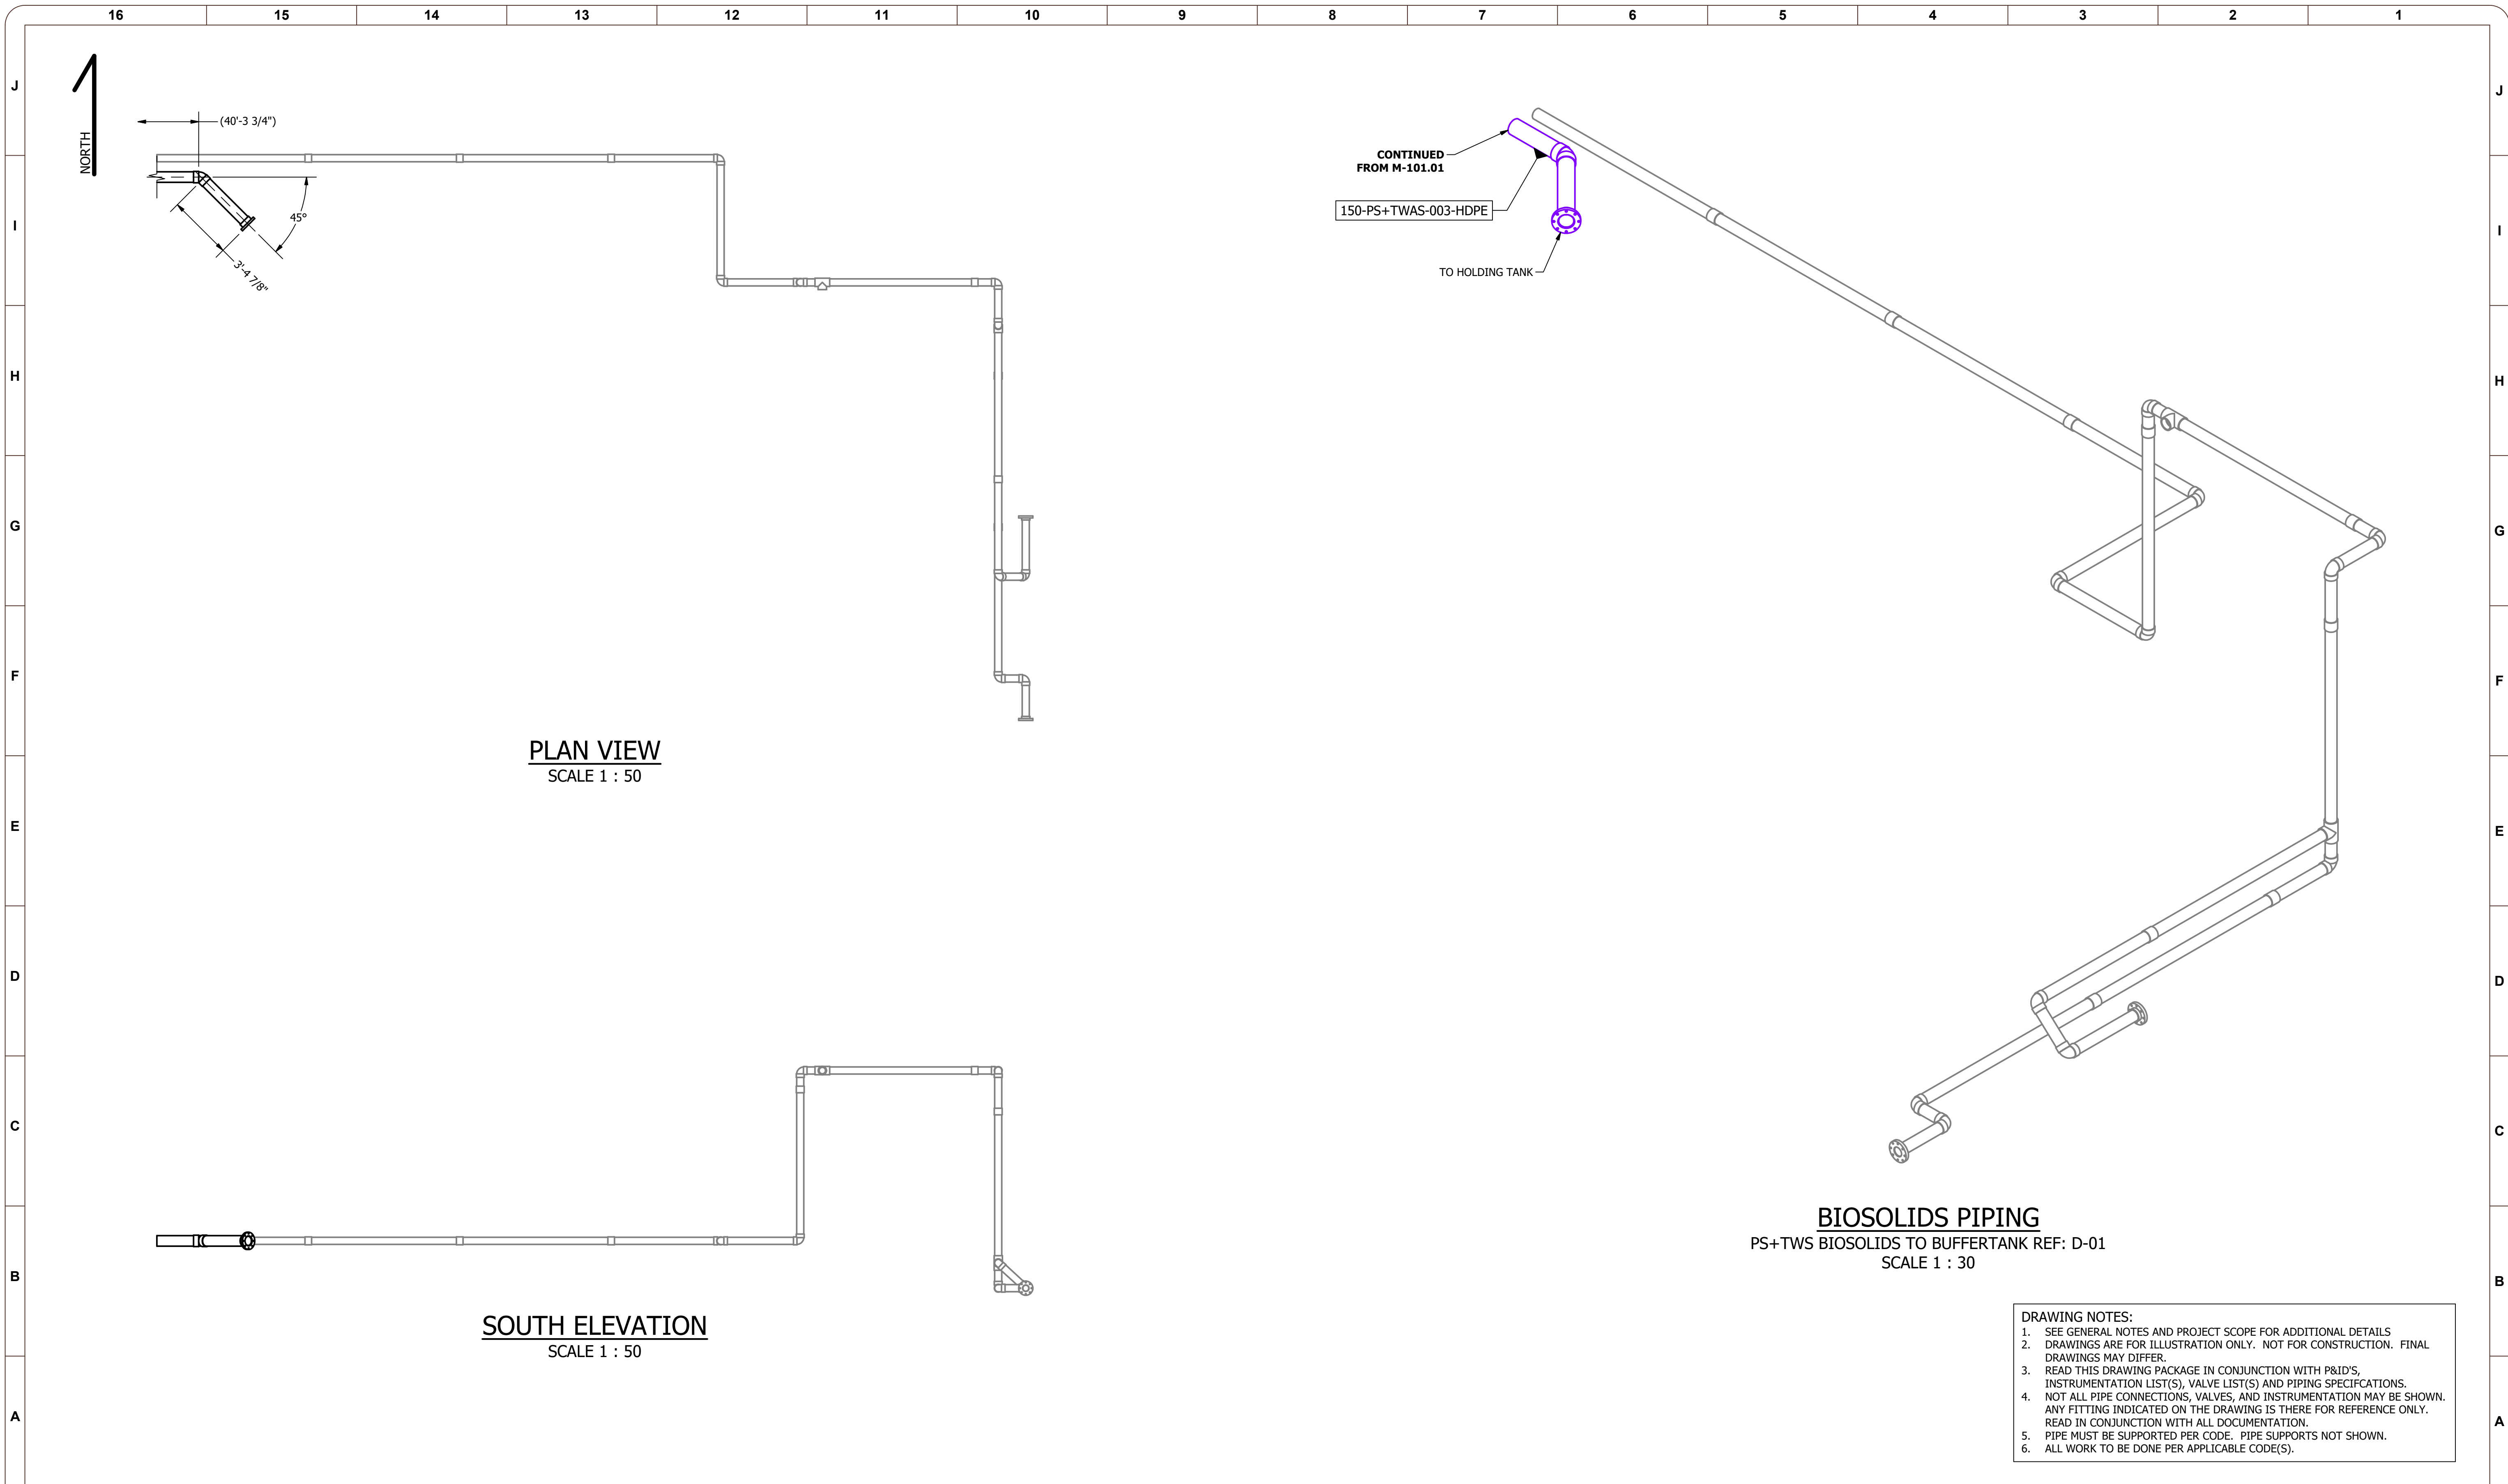 16 15 14 13 12 11 10 9 8 7 6 5 4 3 2 1
J
J
NORTH
(40'-3 3/4")
45°
3'-4 7/8"
CONTINUED
FROM M-101.01
150-PS+TWAS-003-HDPE
TO HOLDING TANK
I
I
H
H
G
G
F
F
PLAN VIEW
SCALE 1 : 50
E
E
D
D
C
C
BIOSOLIDS PIPING
PS+TWS BIOSOLIDS TO BUFFERTANK REF: D-01
SCALE 1 : 30
B
B
SOUTH ELEVATION
SCALE 1 : 50
DRAWING NOTES:
1. SEE GENERAL NOTES AND PROJECT SCOPE FOR ADDITIONAL DETAILS
2. DRAWINGS ARE FOR ILLUSTRATION ONLY. NOT FOR CONSTRUCTION. FINAL
DRAWINGS MAY DIFFER.
3. READ THIS DRAWING PACKAGE IN CONJUNCTION WITH P&ID'S,
INSTRUMENTATION LIST(S), VALVE LIST(S) AND PIPING SPECIFCATIONS.
4. NOT ALL PIPE CONNECTIONS, VALVES, AND INSTRUMENTATION MAY BE SHOWN.
ANY FITTING INDICATED ON THE DRAWING IS THERE FOR REFERENCE ONLY.
READ IN CONJUNCTION WITH ALL DOCUMENTATION.
5. PIPE MUST BE SUPPORTED PER CODE. PIPE SUPPORTS NOT SHOWN.
6. ALL WORK TO BE DONE PER APPLICABLE CODE(S).
A
A